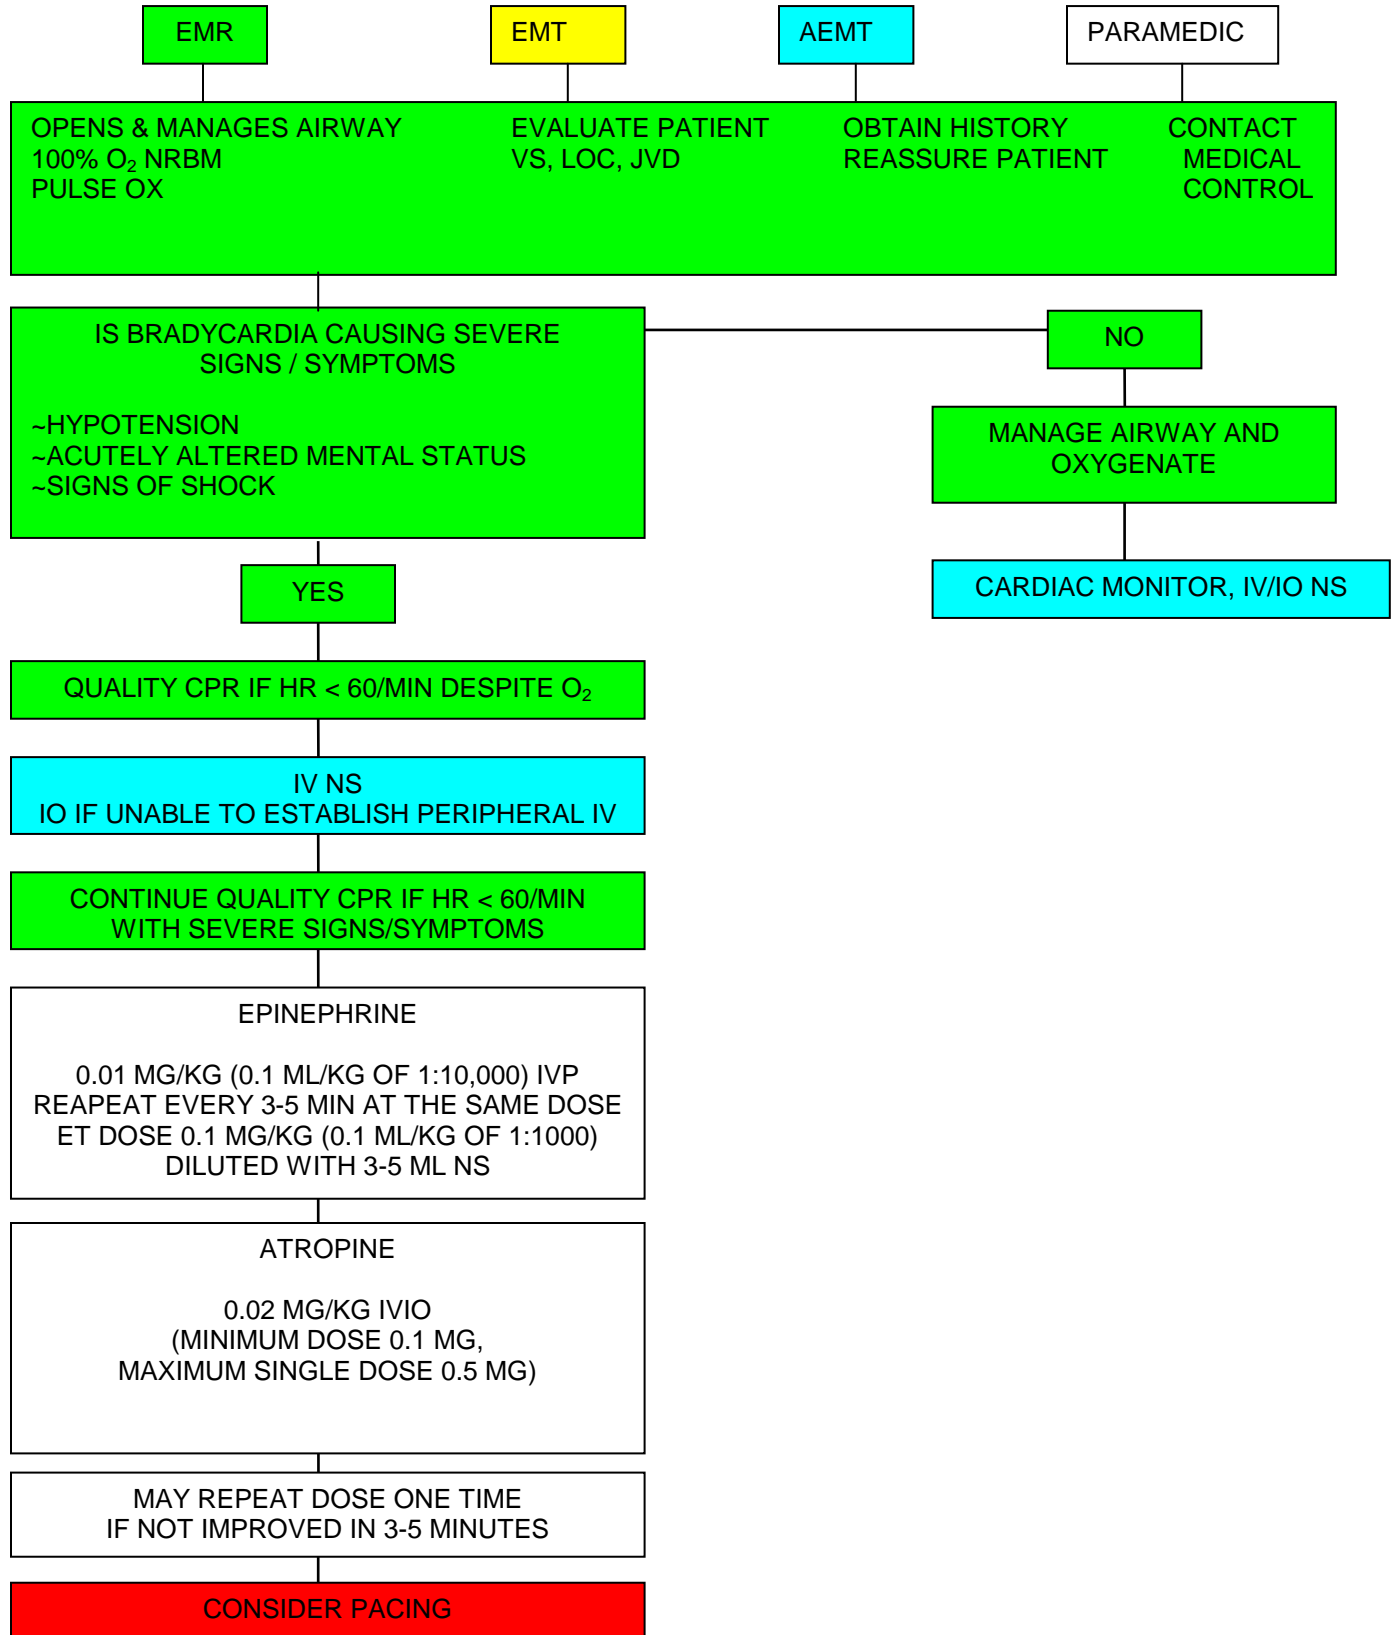 EMR
EMT
AEMT
PARAMEDIC
OPENS & MANAGES AIRWAY
100% O₂ NRBM
PULSE OX
EVALUATE PATIENT
VS, LOC, JVD
OBTAIN HISTORY
REASSURE PATIENT
CONTACT
MEDICAL
CONTROL
IS BRADYCARDIA CAUSING SEVERE
SIGNS / SYMPTOMS
~HYPOTENSION
~ACUTELY ALTERED MENTAL STATUS
~SIGNS OF SHOCK
NO
MANAGE AIRWAY AND
OXYGENATE
CARDIAC MONITOR, IV/IO NS
YES
QUALITY CPR IF HR < 60/MIN DESPITE O₂
IV NS
IO IF UNABLE TO ESTABLISH PERIPHERAL IV
CONTINUE QUALITY CPR IF HR < 60/MIN
WITH SEVERE SIGNS/SYMPTOMS
EPINEPHRINE
0.01 MG/KG (0.1 ML/KG OF 1:10,000) IVP
REAPEAT EVERY 3-5 MIN AT THE SAME DOSE
ET DOSE 0.1 MG/KG (0.1 ML/KG OF 1:1000)
DILUTED WITH 3-5 ML NS
ATROPINE
0.02 MG/KG IVIO
(MINIMUM DOSE 0.1 MG,
MAXIMUM SINGLE DOSE 0.5 MG)
MAY REPEAT DOSE ONE TIME
IF NOT IMPROVED IN 3-5 MINUTES
CONSIDER PACING